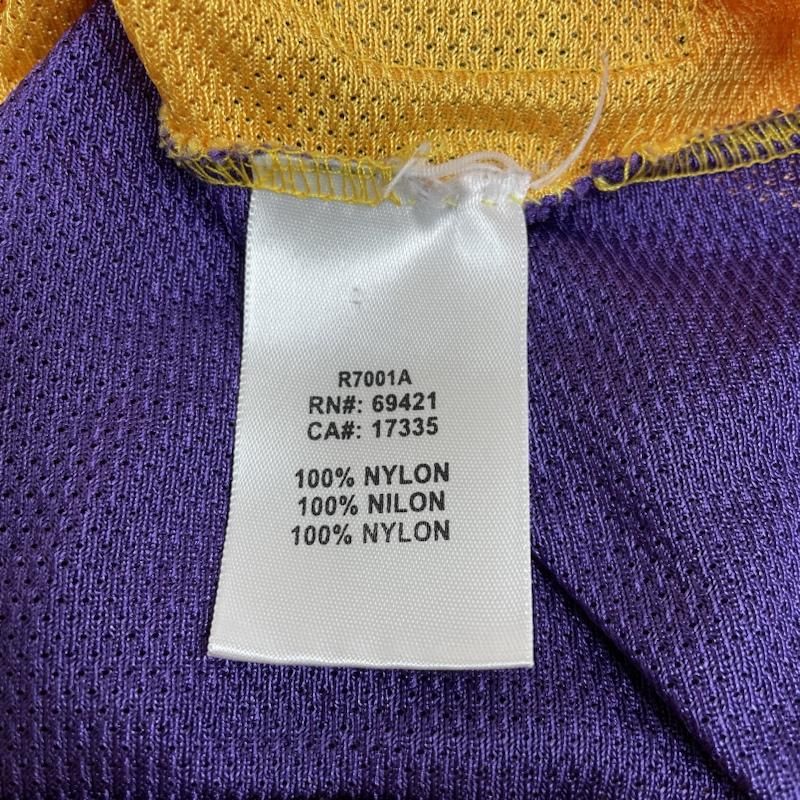 R7001A
RN#: 69421
CA#: 17335
100% NYLON
100% NILON
100% NYLON